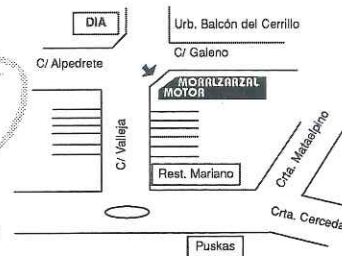 DIA
Urb. Balcón del Cerrillo
C/ Galeno
C/ Alpedrete
MORALZARZAL
MOTOR
C/ Valleja
Crta. Mataelpino
Rest. Mariano
Crta. Cerceda
Puskas